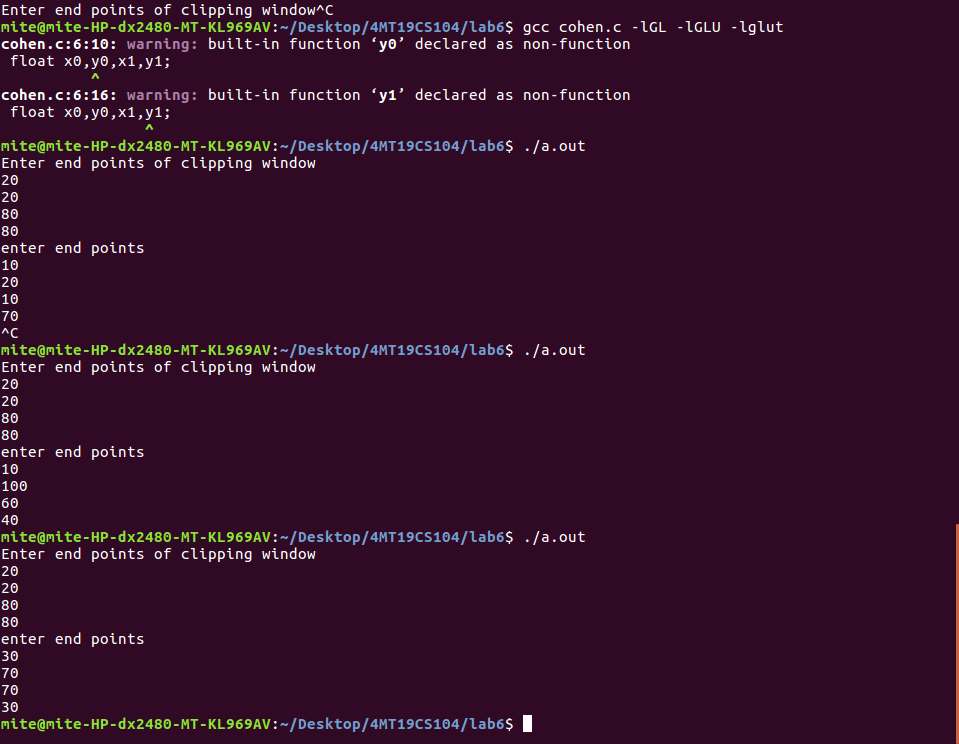 Enter end points of clipping window^C
mite@mite-HP-dx2480-MT-KL969AV:~/Desktop/4MT19CS104/lab6$ gcc cohen.c -lGL -lGLU -lglut
cohen.c:6:10: warning: built-in function ‘y0’ declared as non-function
 float x0,y0,x1,y1;
          ^
cohen.c:6:16: warning: built-in function ‘y1’ declared as non-function
 float x0,y0,x1,y1;
                ^
mite@mite-HP-dx2480-MT-KL969AV:~/Desktop/4MT19CS104/lab6$ ./a.out
Enter end points of clipping window
20
20
80
80
enter end points
10
20
10
70
^C
mite@mite-HP-dx2480-MT-KL969AV:~/Desktop/4MT19CS104/lab6$ ./a.out
Enter end points of clipping window
20
20
80
80
enter end points
10
100
60
40
mite@mite-HP-dx2480-MT-KL969AV:~/Desktop/4MT19CS104/lab6$ ./a.out
Enter end points of clipping window
20
20
80
80
enter end points
30
70
70
30
mite@mite-HP-dx2480-MT-KL969AV:~/Desktop/4MT19CS104/lab6$